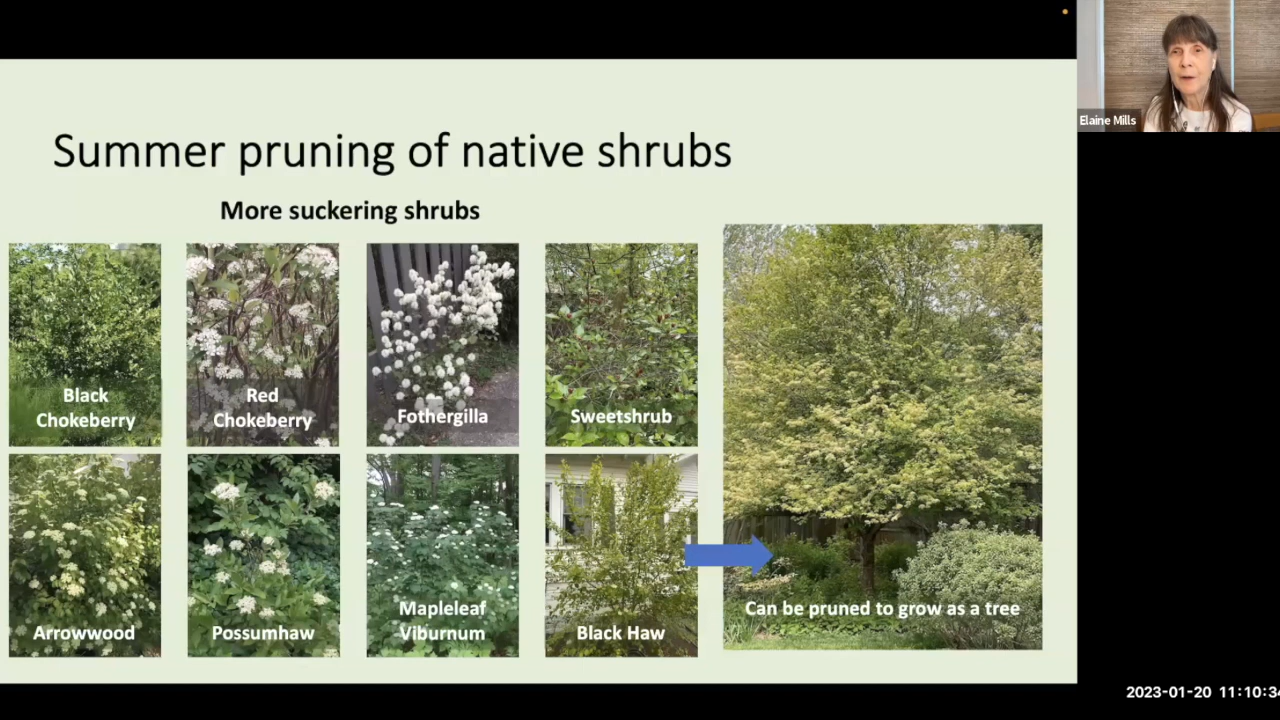 Elaine Mills
Summer pruning of native shrubs
More suckering shrubs
Black
Chokeberry
Red
Chokeberry
Fothergilla
Sweetshrub
Arrowwood
Possumhaw
Mapleleaf
Viburnum
Black Haw
Can be pruned to grow as a tree
2023-01-20 11:10:34